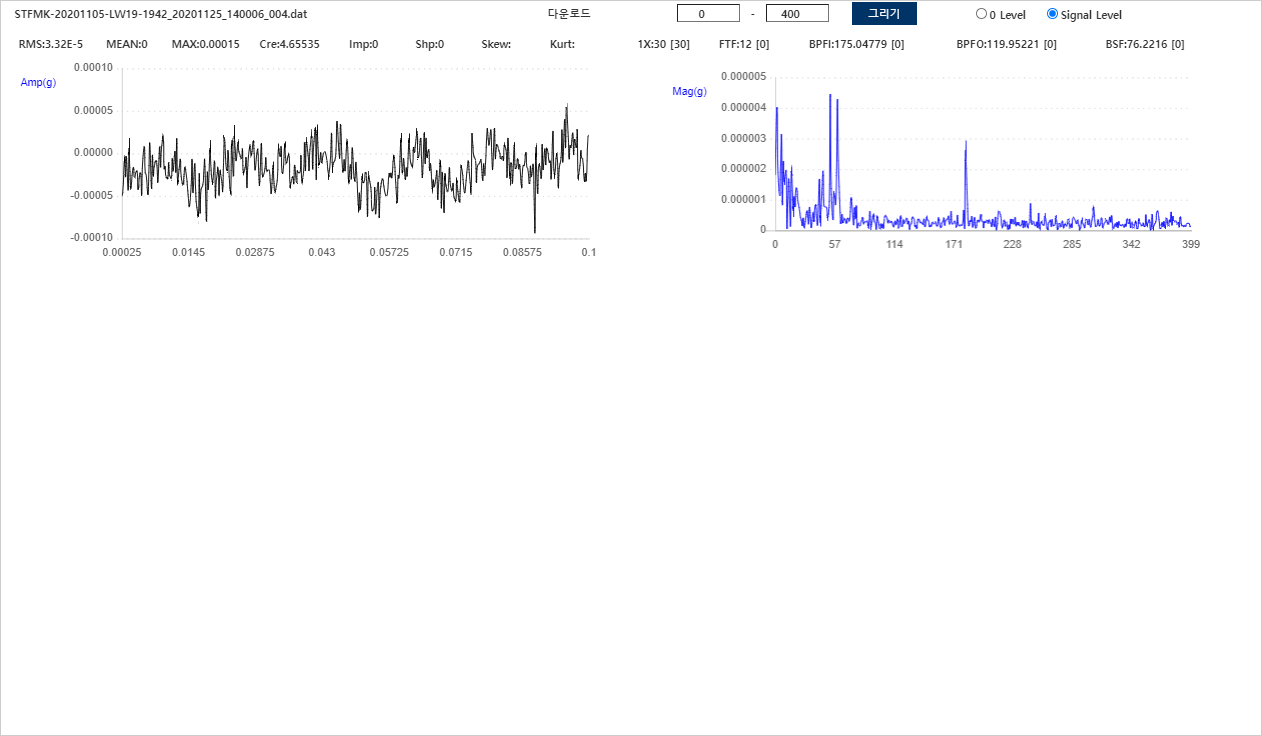 STFMK-20201105-LW19-1942_20201125_140006_004.dat 다운로드 0 - 400 그리기 0 Level Signal Level
RMS:3.32E-5 MEAN:0 MAX:0.00015 Cre:4.65535 Imp:0 Shp:0 Skew: Kurt: 1X:30 [30] FTF:12 [0] BPFI:175.04779 [0] BPFO:119.95221 [0] BSF:76.2216 [0]
Amp(g)
0.00010
0.00005
0.00000
-0.00005
-0.00010
0.00025 0.0145 0.02875 0.043 0.05725 0.0715 0.08575 0.1
Mag(g)
0.000005
0.000004
0.000003
0.000002
0.000001
0
0 57 114 171 228 285 342 399